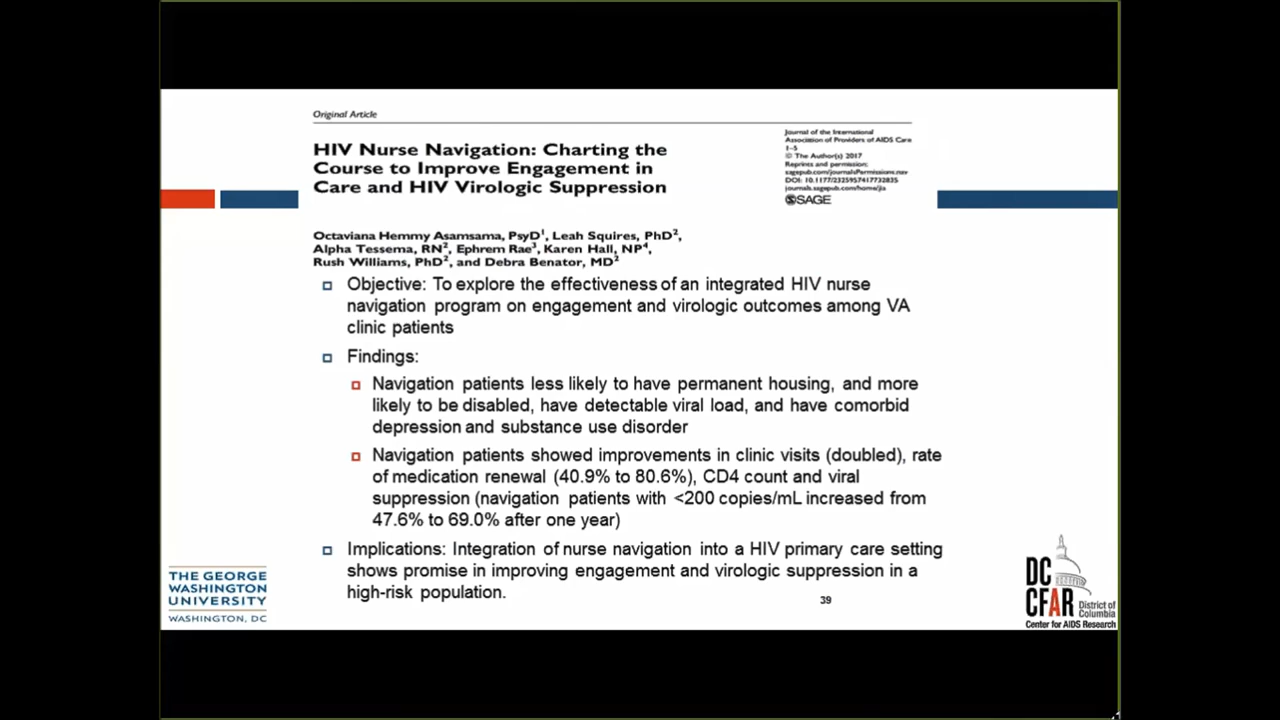 Original Article
HIV Nurse Navigation: Charting the
Course to Improve Engagement in
Care and HIV Virologic Suppression
Journal of the International
Association of Providers of AIDS Care
1–5
© The Author(s) 2017
Reprints and permission:
sagepub.com/journalsPermissions.nav
DOI: 10.1177/2325957417732835
journals.sagepub.com/home/jia
SAGE
Octaviana Hemmy Asamsama, PsyD1, Leah Squires, PhD2,
Alpha Tessema, RN2, Ephrem Rae3, Karen Hall, NP4,
Rush Williams, PhD2, and Debra Benator, MD2
Objective: To explore the effectiveness of an integrated HIV nurse
navigation program on engagement and virologic outcomes among VA
clinic patients
Findings:
Navigation patients less likely to have permanent housing, and more
likely to be disabled, have detectable viral load, and have comorbid
depression and substance use disorder
Navigation patients showed improvements in clinic visits (doubled), rate
of medication renewal (40.9% to 80.6%), CD4 count and viral
suppression (navigation patients with <200 copies/mL increased from
47.6% to 69.0% after one year)
Implications: Integration of nurse navigation into a HIV primary care setting
shows promise in improving engagement and virologic suppression in a
high-risk population.
39
THE GEORGE
WASHINGTON
UNIVERSITY
WASHINGTON, DC
DC
CFAR
District of
Columbia
Center for AIDS Research